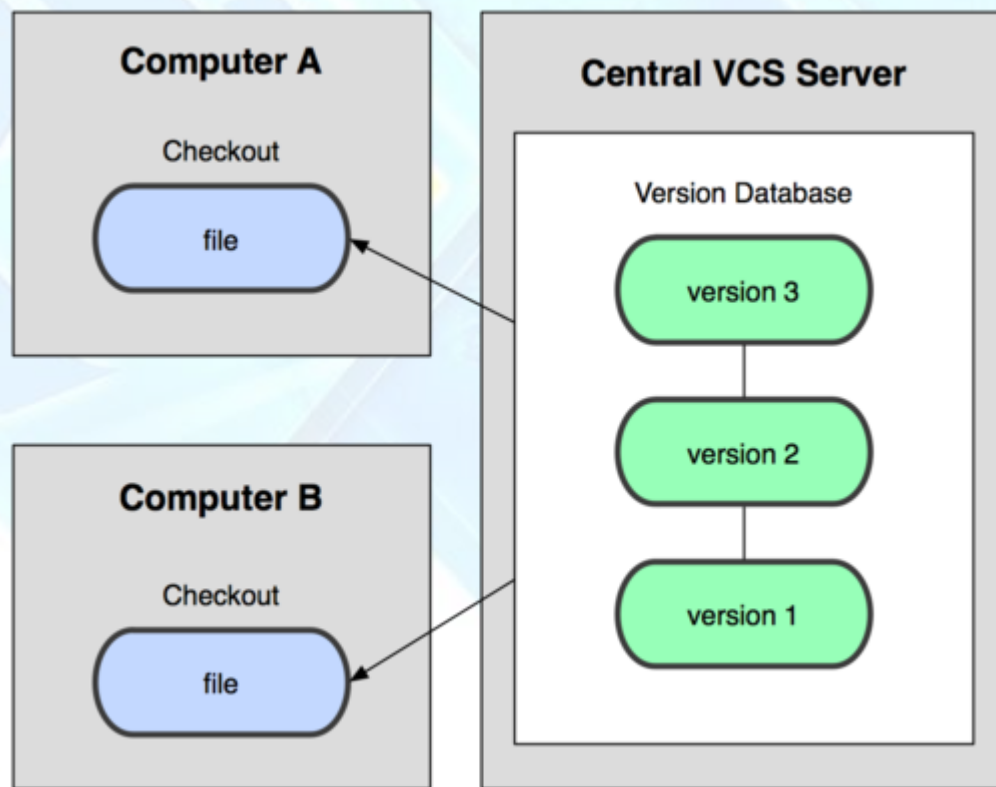 Computer A
Checkout
file
Computer B
Checkout
file
Central VCS Server
Version Database
version 3
version 2
version 1